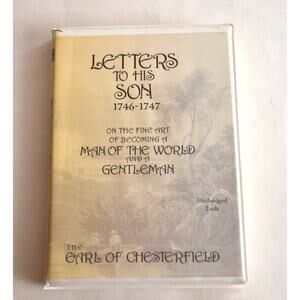 LETTERS
TO HIS
SON
1746-1747
ON THE FINE ART
OF BECOMING A
MAN OF THE WORLD
AND A
GENTLEMAN
Unabridged
2 cds
THE
EARL OF CHESTERFIELD